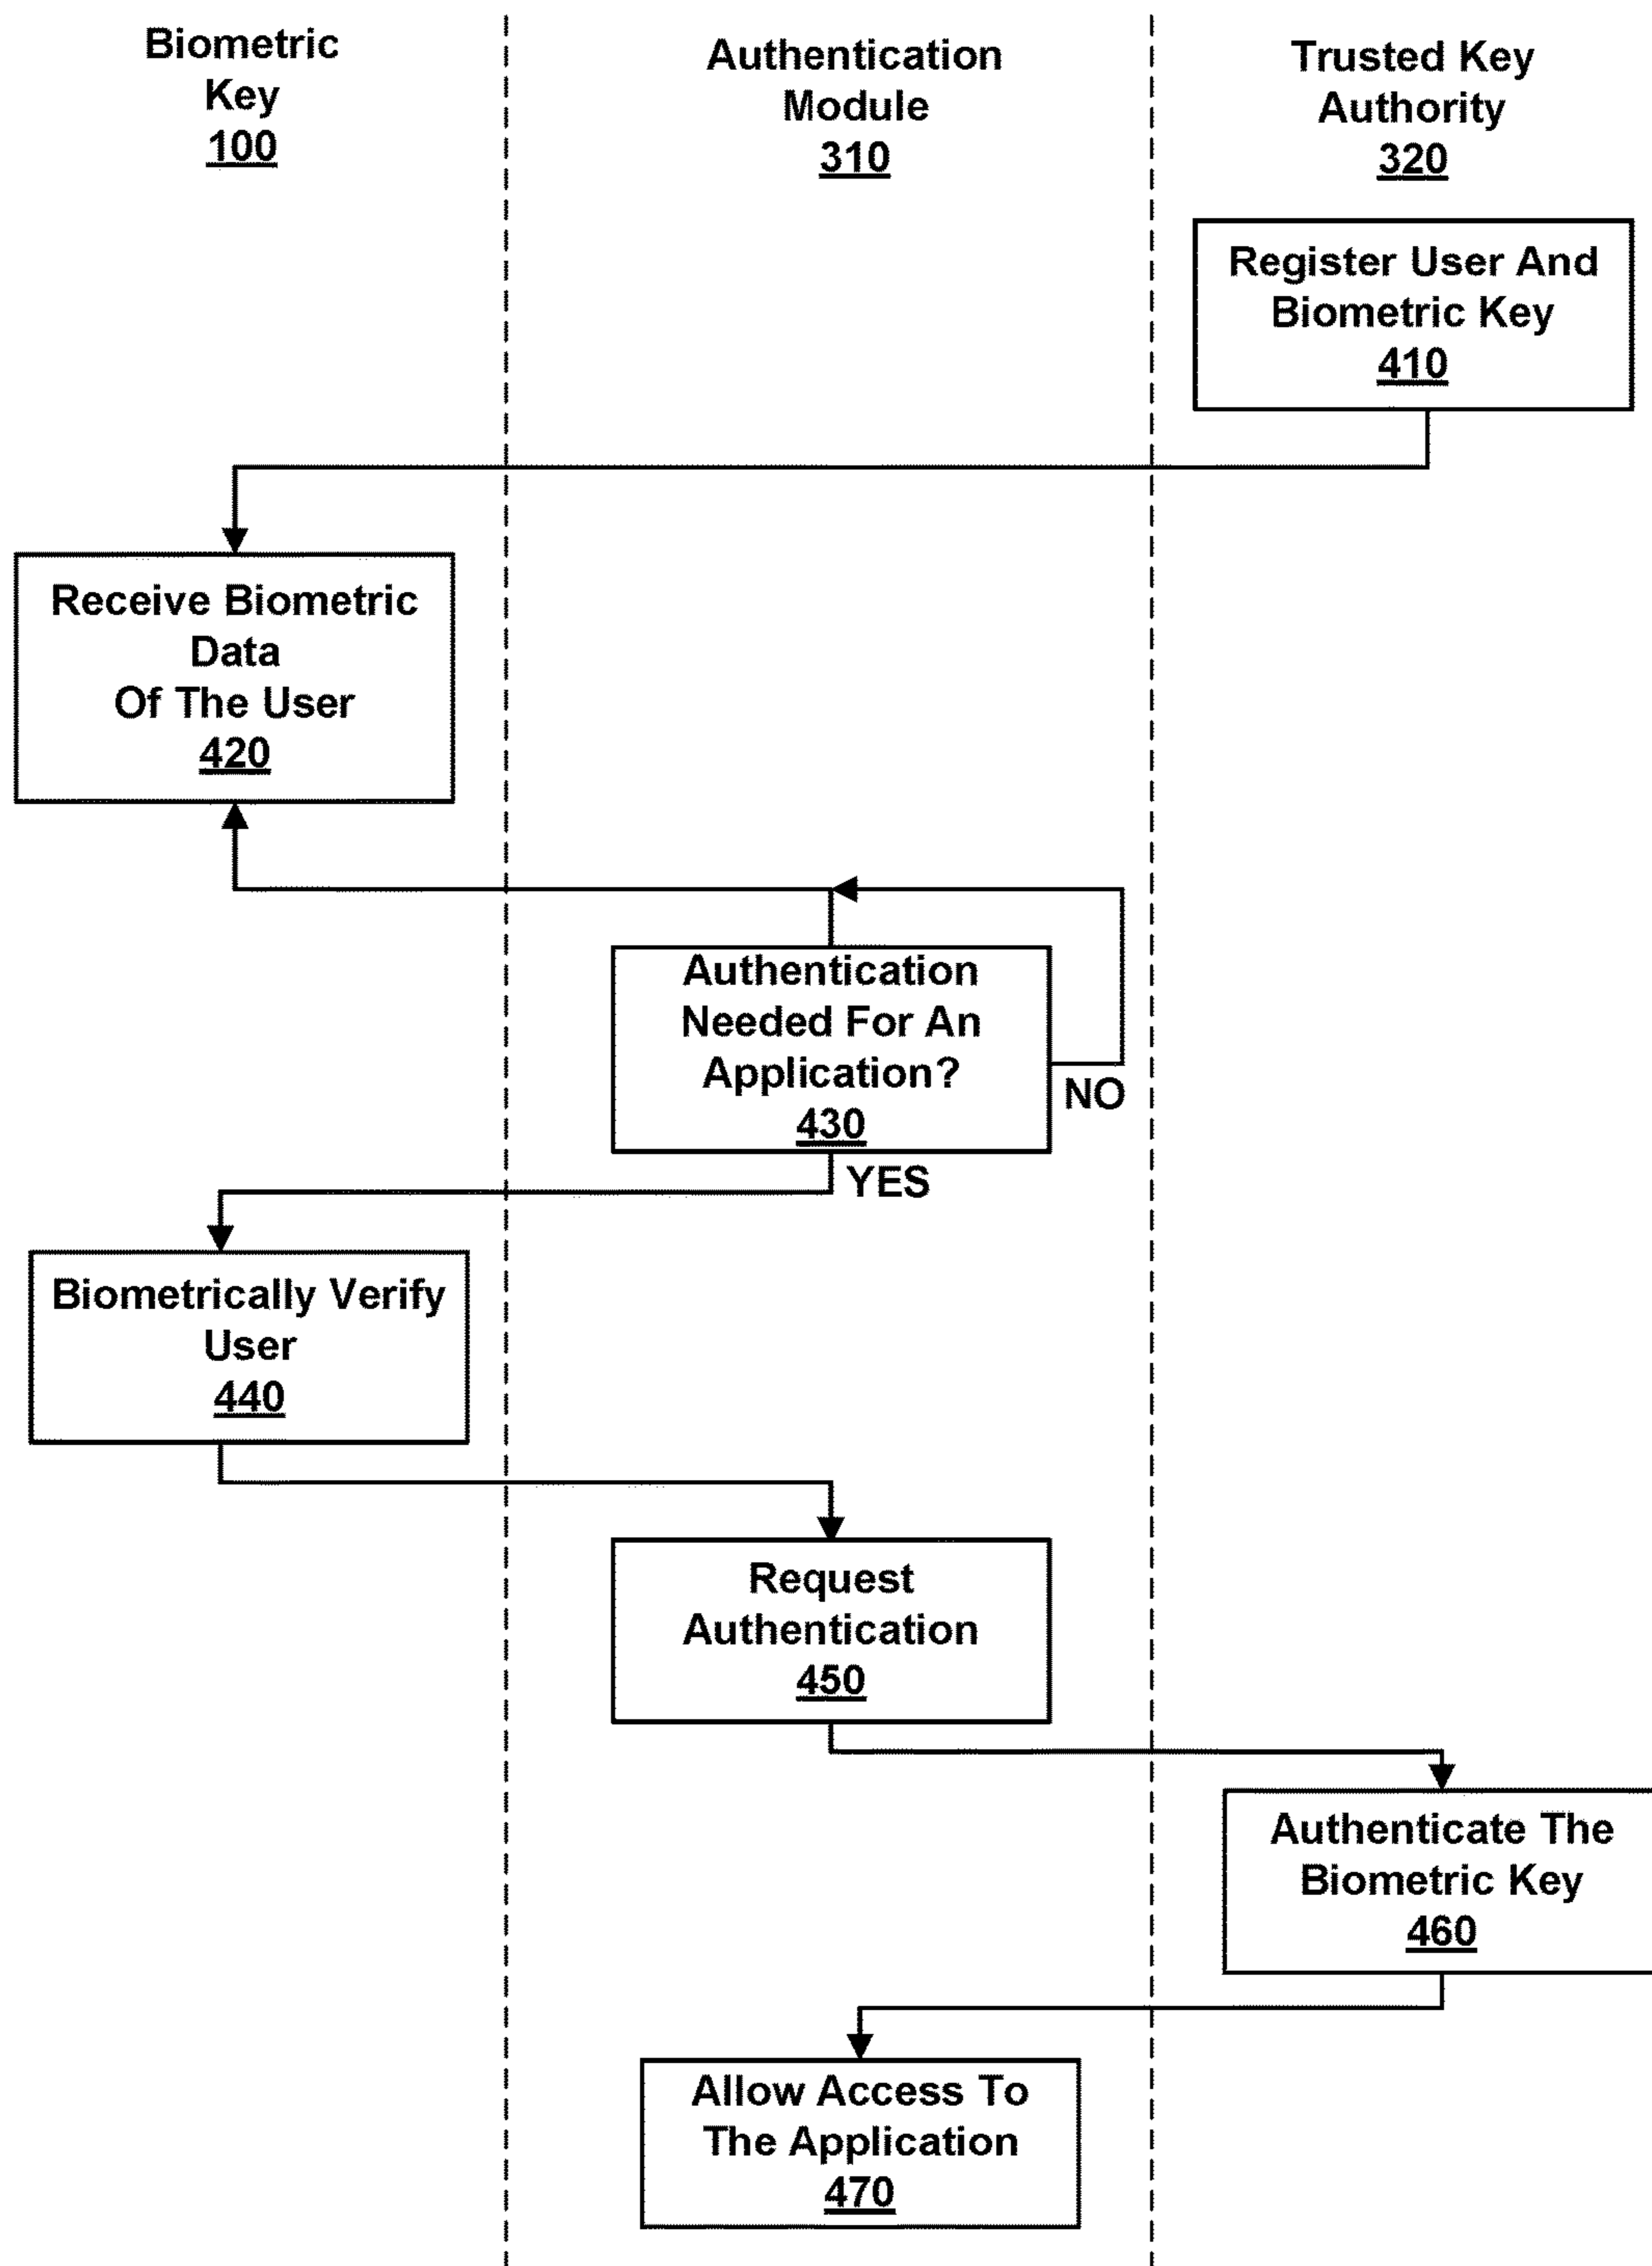 Biometric
Key
100
Authentication
Module
310
Trusted Key
Authority
320
Register User And
Biometric Key
410
Receive Biometric
Data
Of The User
420
Authentication
Needed For An
Application?
430
NO
YES
Biometrically Verify
User
440
Request
Authentication
450
Authenticate The
Biometric Key
460
Allow Access To
The Application
470